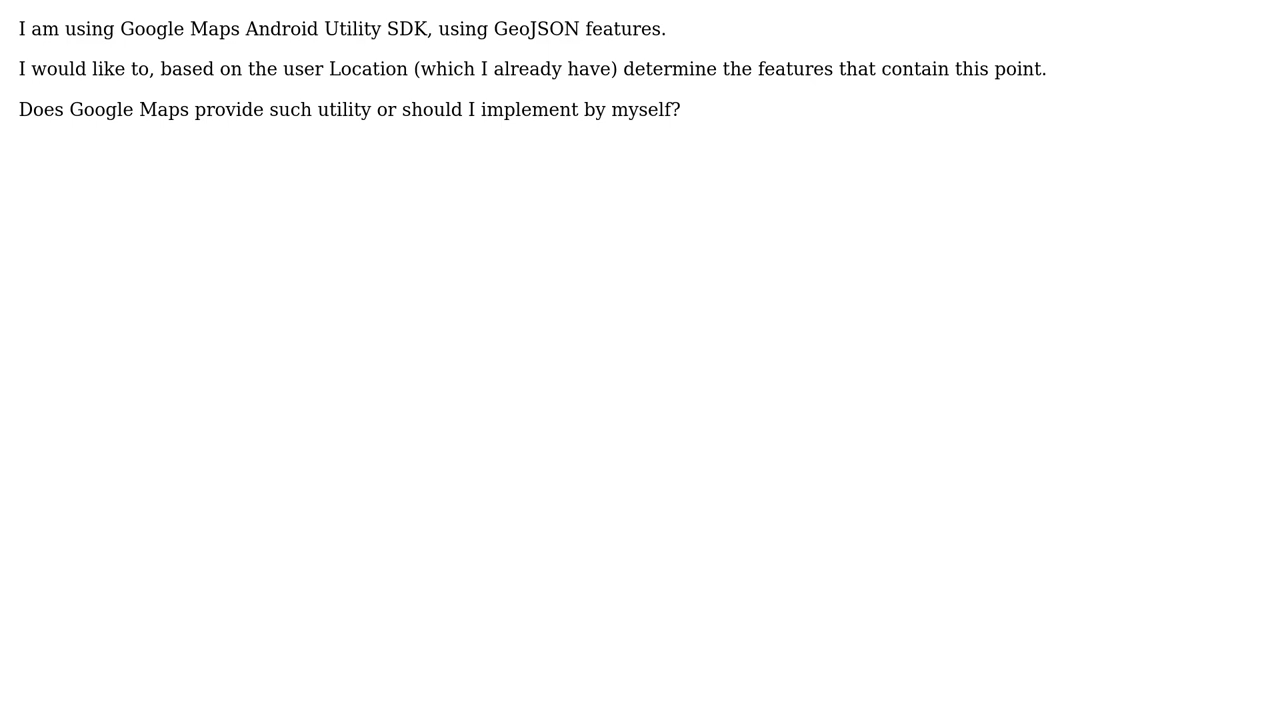 I am using Google Maps Android Utility SDK, using GeoJSON features.
I would like to, based on the user Location (which I already have) determine the features that contain this point.
Does Google Maps provide such utility or should I implement by myself?